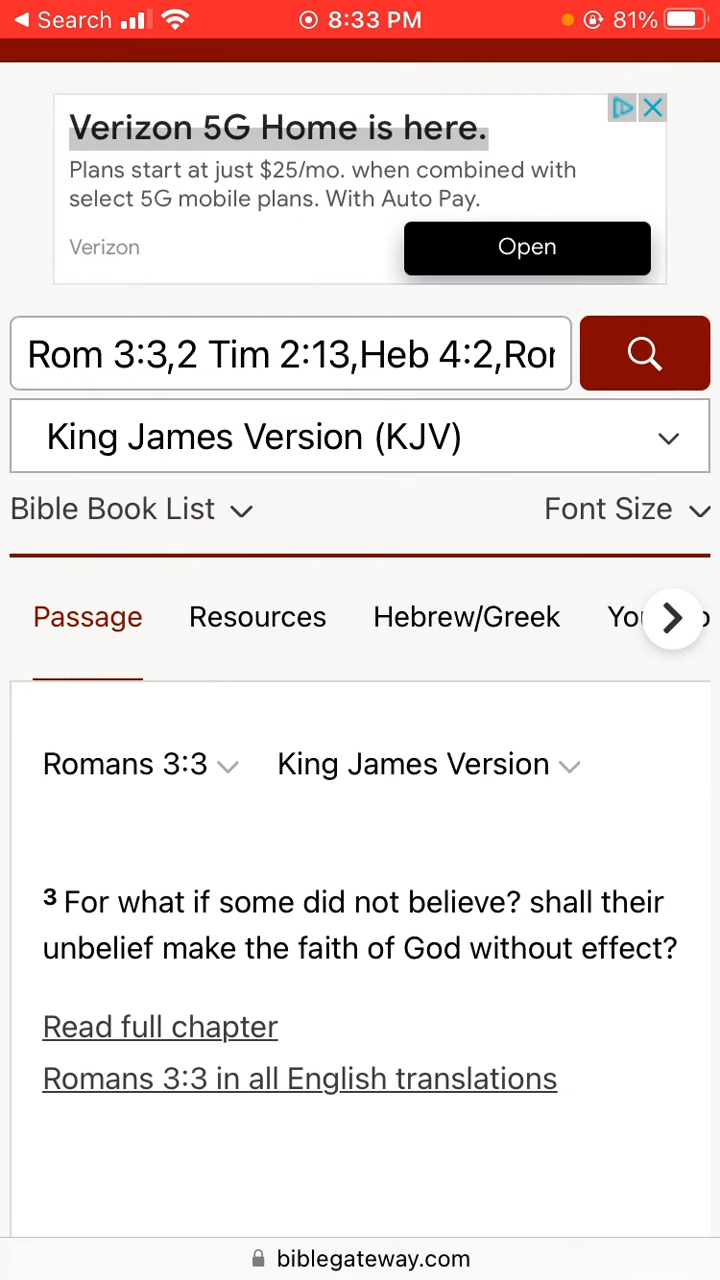 Search 8:33 PM 81%
Verizon 5G Home is here.
Plans start at just $25/mo. when combined with
select 5G mobile plans. With Auto Pay.
Verizon Open
Rom 3:3,2 Tim 2:13,Heb 4:2,Ror
King James Version (KJV)
Bible Book List Font Size
Passage Resources Hebrew/Greek
Romans 3:3 King James Version
3 For what if some did not believe? shall their
unbelief make the faith of God without effect?
Read full chapter
Romans 3:3 in all English translations
biblegateway.com